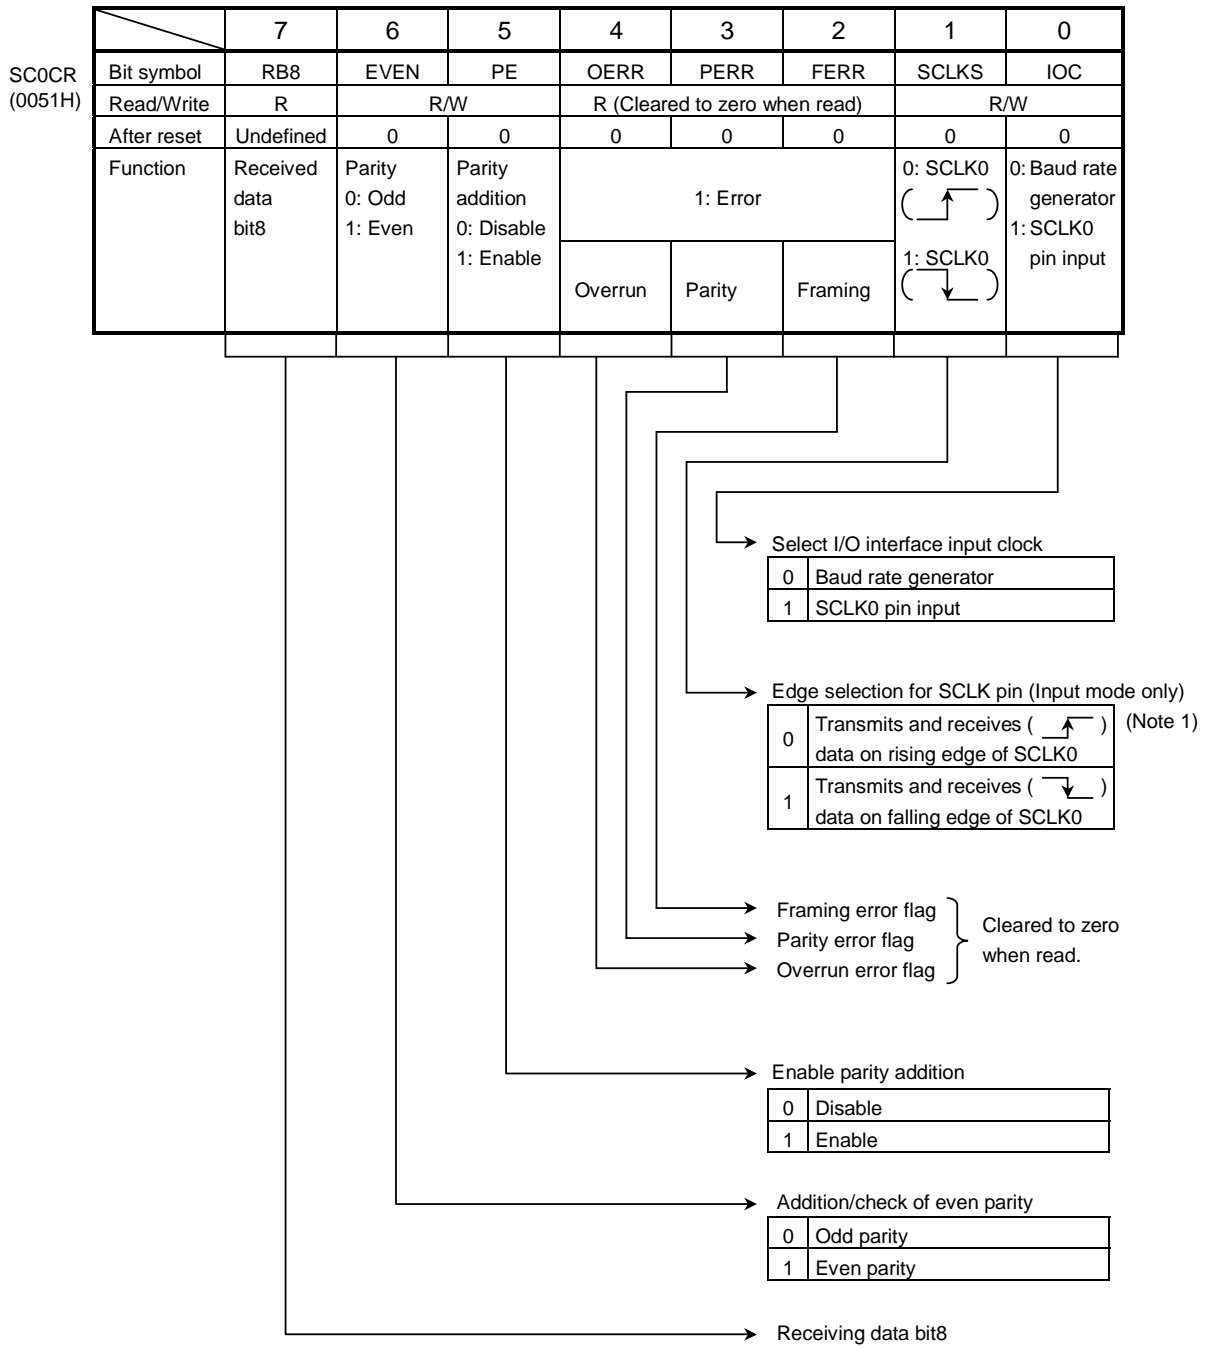 7 6 5 4 3 2 1 0
SC0CR
(0051H)
Bit symbol RB8 EVEN PE OERR PERR FERR SCLKS IOC
Read/Write R R/W R (Cleared to zero when read) R/W
After reset Undefined 0 0 0 0 0 0 0
Function
Received
data
bit8
Parity
0: Odd
1: Even
Parity
addition
0: Disable
1: Enable
1: Error
Overrun Parity Framing
0: SCLK0
( )
1: SCLK0
( )
0: Baud rate
generator
1: SCLK0
pin input
Select I/O interface input clock
0 Baud rate generator
1 SCLK0 pin input
Edge selection for SCLK pin (Input mode only)
(Note 1)
0 Transmits and receives ( )
data on rising edge of SCLK0
1 Transmits and receives ( )
data on falling edge of SCLK0
Framing error flag
Parity error flag
Overrun error flag
Cleared to zero
when read.
Enable parity addition
0 Disable
1 Enable
Addition/check of even parity
0 Odd parity
1 Even parity
Receiving data bit8